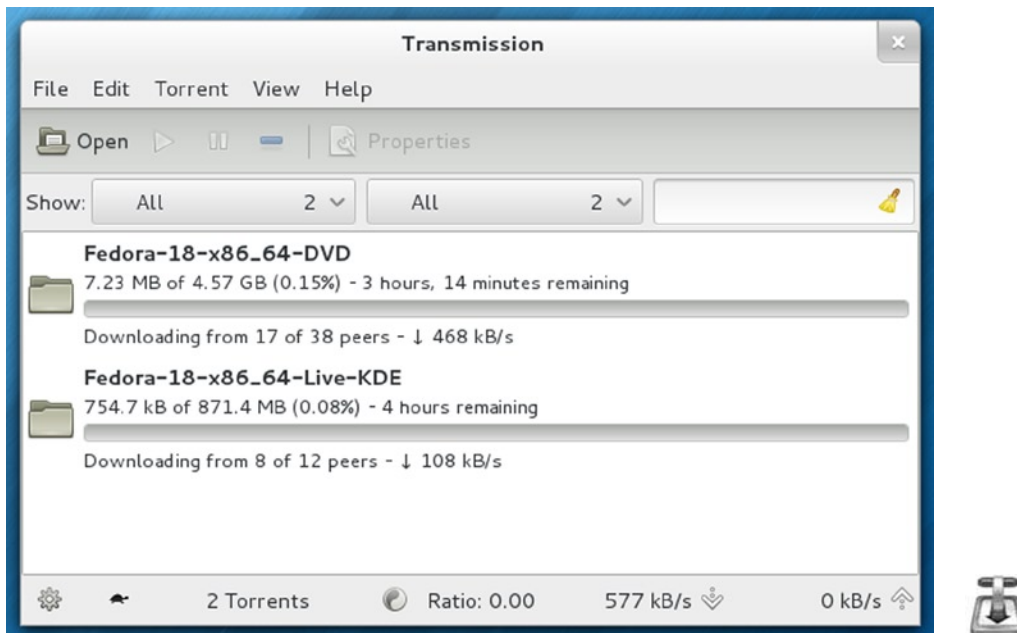 Transmission
File Edit Torrent View Help
Open Properties
Show: All 2 All 2
Fedora-18-x86_64-DVD
7.23 MB of 4.57 GB (0.15%) - 3 hours, 14 minutes remaining
Downloading from 17 of 38 peers - ↓ 468 kB/s
Fedora-18-x86_64-Live-KDE
754.7 kB of 871.4 MB (0.08%) - 4 hours remaining
Downloading from 8 of 12 peers - ↓ 108 kB/s
2 Torrents Ratio: 0.00 577 kB/s 0 kB/s